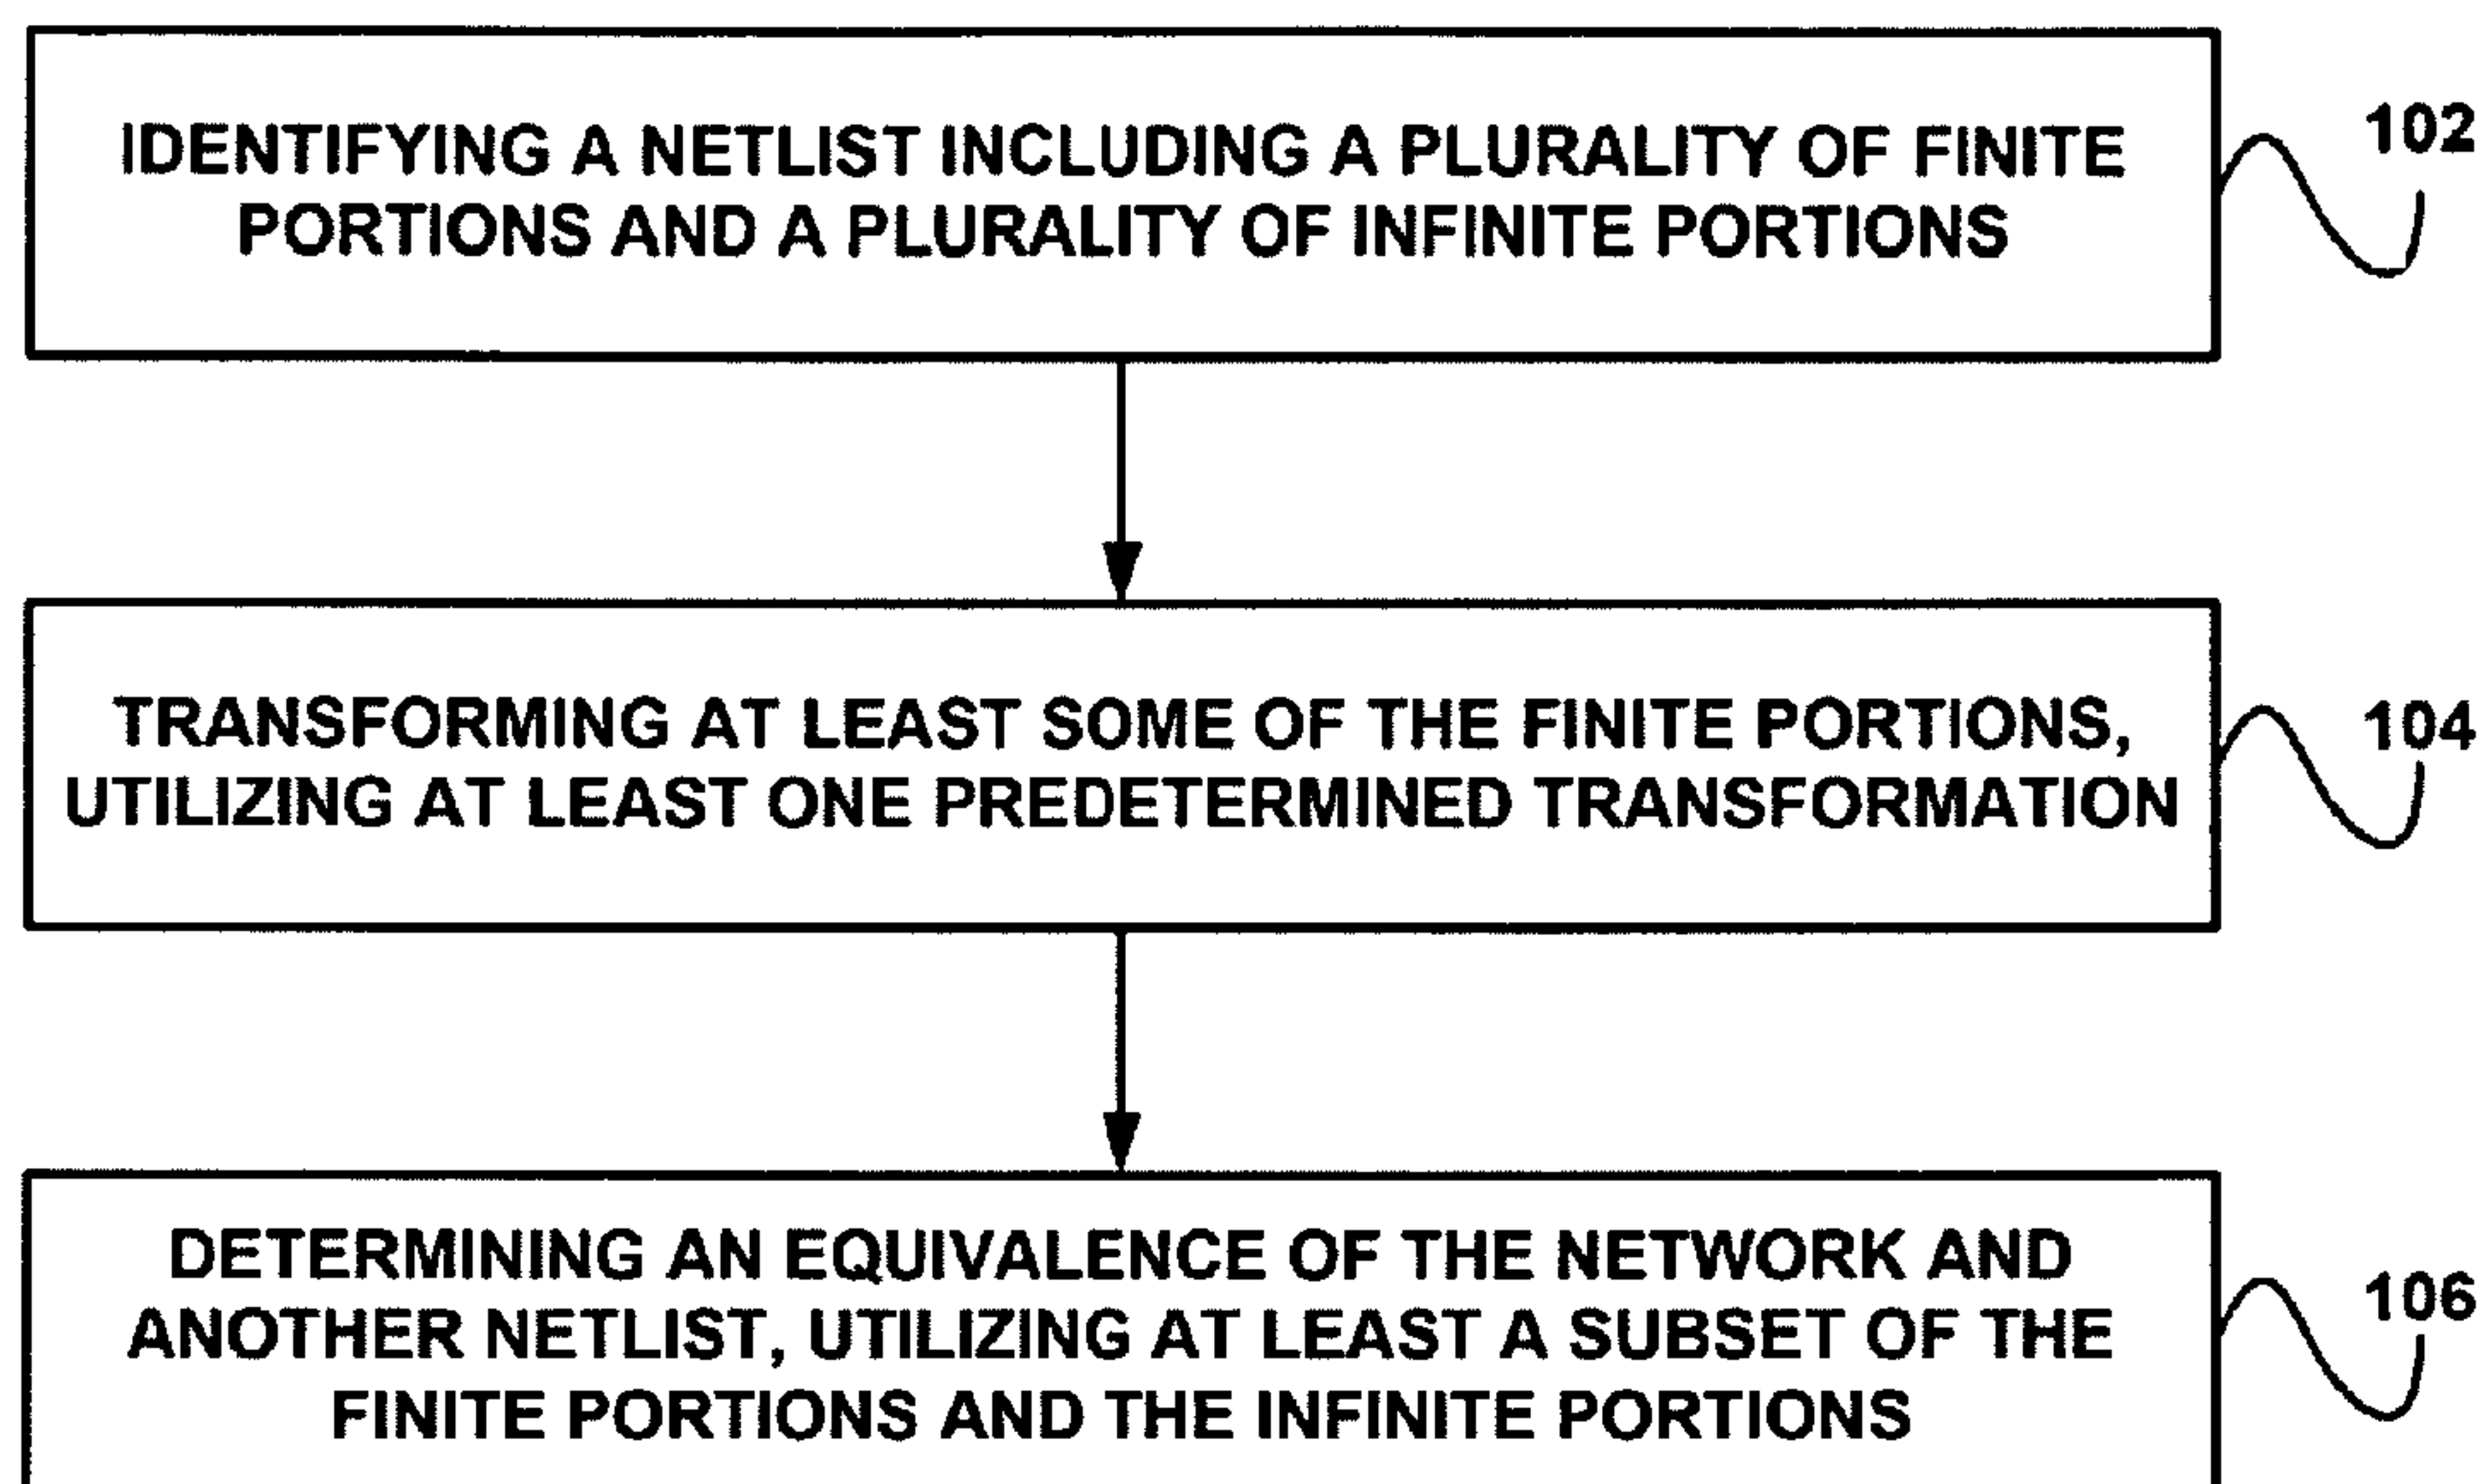 IDENTIFYING A NETLIST INCLUDING A PLURALITY OF FINITE
PORTIONS AND A PLURALITY OF INFINITE PORTIONS
102
TRANSFORMING AT LEAST SOME OF THE FINITE PORTIONS,
UTILIZING AT LEAST ONE PREDETERMINED TRANSFORMATION
104
DETERMINING AN EQUIVALENCE OF THE NETWORK AND
ANOTHER NETLIST, UTILIZING AT LEAST A SUBSET OF THE
FINITE PORTIONS AND THE INFINITE PORTIONS
106